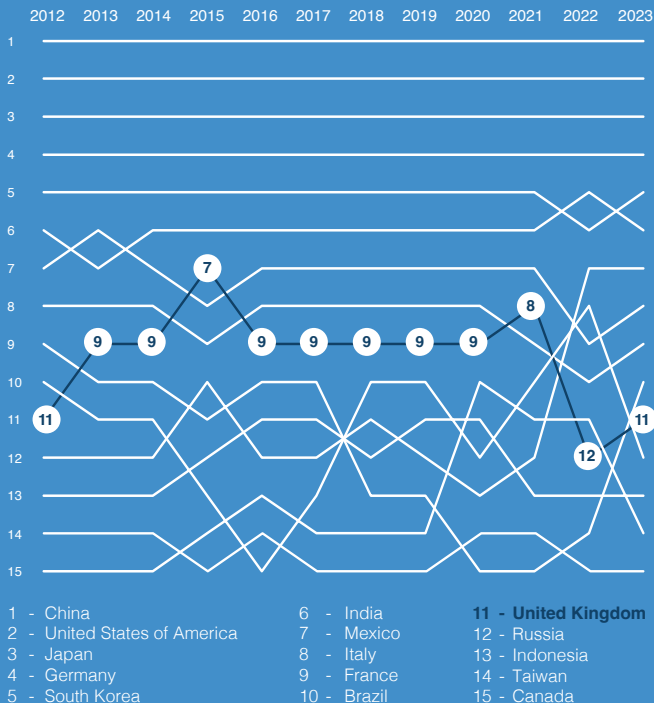 2012 2013 2014 2015 2016 2017 2018 2019 2020 2021 2022 2023
1
2
3
4
5
6
7
7
8
8
9
9 9 9 9 9 9 9
10
11
11 11
12
12
13
14
15
1 - China
2 - United States of America
3 - Japan
4 - Germany
5 - South Korea
6 - India
7 - Mexico
8 - Italy
9 - France
10 - Brazil
11 - United Kingdom
12 - Russia
13 - Indonesia
14 - Taiwan
15 - Canada